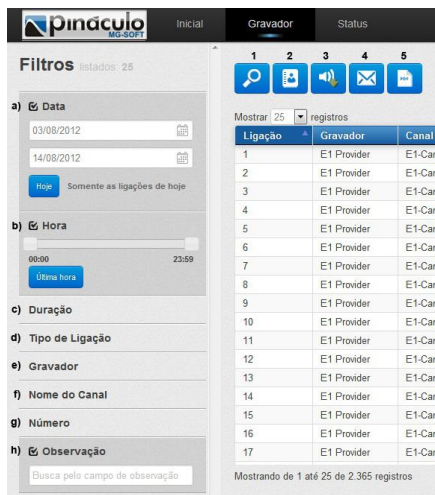 Pináculo
MG-SOFT
Inicial
Gravador
Status
Filtros listados: 25
a) Data
03/08/2012
14/08/2012
Hoje Somente as ligações de hoje
b) Hora
00:00 23:59
Última hora
c) Duração
d) Tipo de Ligação
e) Gravador
f) Nome do Canal
g) Número
h) Observação
Busca pelo campo de observação
1 2 3 4 5
PDF
Mostrar 25 registros
Ligação Gravador Canal
1 E1 Provider E1-Car
2 E1 Provider E1-Car
3 E1 Provider E1-Car
4 E1 Provider E1-Car
5 E1 Provider E1-Car
6 E1 Provider E1-Car
7 E1 Provider E1-Car
8 E1 Provider E1-Car
9 E1 Provider E1-Car
10 E1 Provider E1-Car
11 E1 Provider E1-Car
12 E1 Provider E1-Car
13 E1 Provider E1-Car
14 E1 Provider E1-Car
15 E1 Provider E1-Car
16 E1 Provider E1-Car
17 E1 Provider E1-Car
Mostrando de 1 até 25 de 2.365 registros